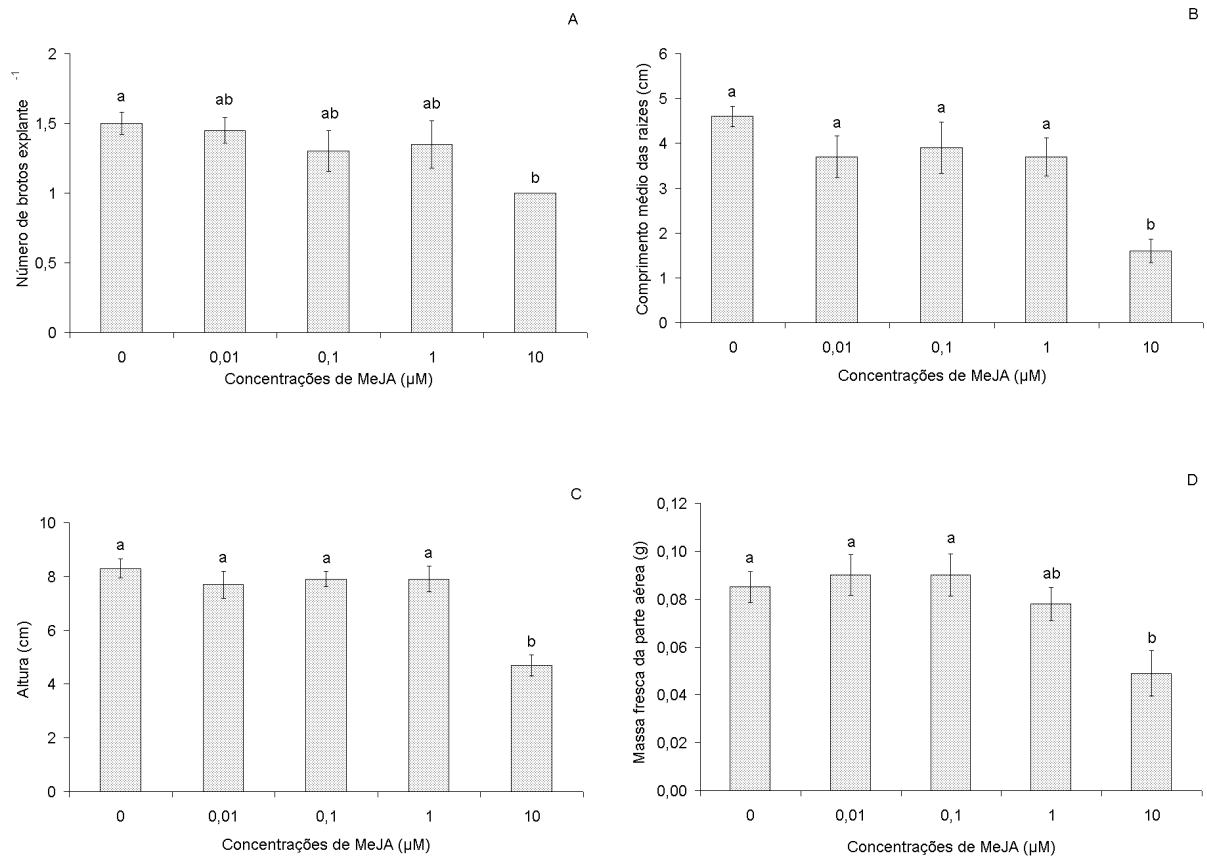 A
Número de brotos explante -1
2
1,5
1
0,5
0
a
ab
ab
ab
b
0 0,01 0,1 1 10
Concentrações de MeJA (µM)
B
Comprimento médio das raizes (cm)
6
5
4
3
2
1
0
a
a
a
a
b
0 0,01 0,1 1 10
Concentrações de MeJA (µM)
C
Altura (cm)
10
8
6
4
2
0
a
a
a
a
b
0 0,01 0,1 1 10
Concentrações de MeJA (µM)
D
Massa fresca da parte aérea (g)
0,12
0,10
0,08
0,06
0,04
0,02
0,00
a
a
a
ab
b
0 0,01 0,1 1 10
Concentrações de MeJA (µM)